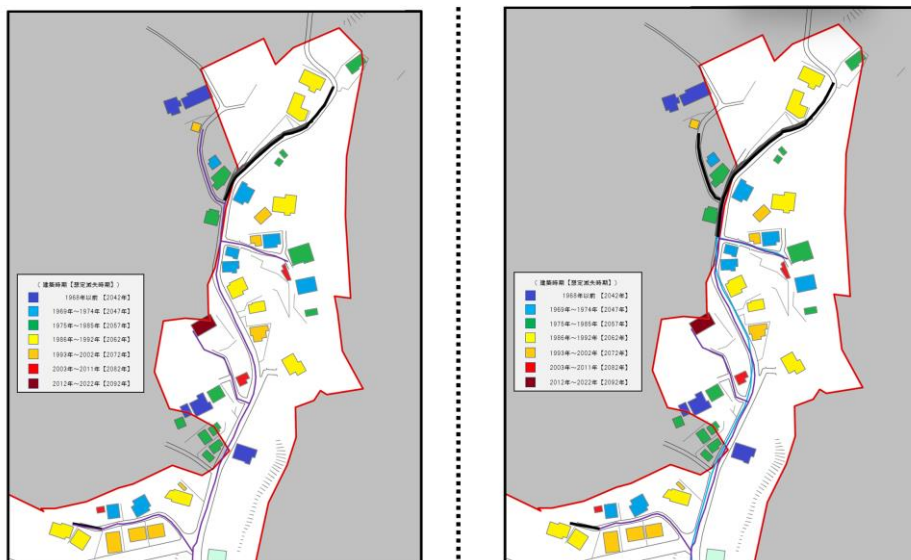 （建築時期【想定滅失時期】）
1968年以前【2042年】
1969年～1974年【2047年】
1975年～1985年【2057年】
1986年～1992年【2062年】
1993年～2002年【2072年】
2003年～2011年【2082年】
2012年～2022年【2092年】
（建築時期【想定滅失時期】）
1968年以前【2042年】
1969年～1974年【2047年】
1975年～1985年【2057年】
1986年～1992年【2062年】
1993年～2002年【2072年】
2003年～2011年【2082年】
2012年～2022年【2092年】